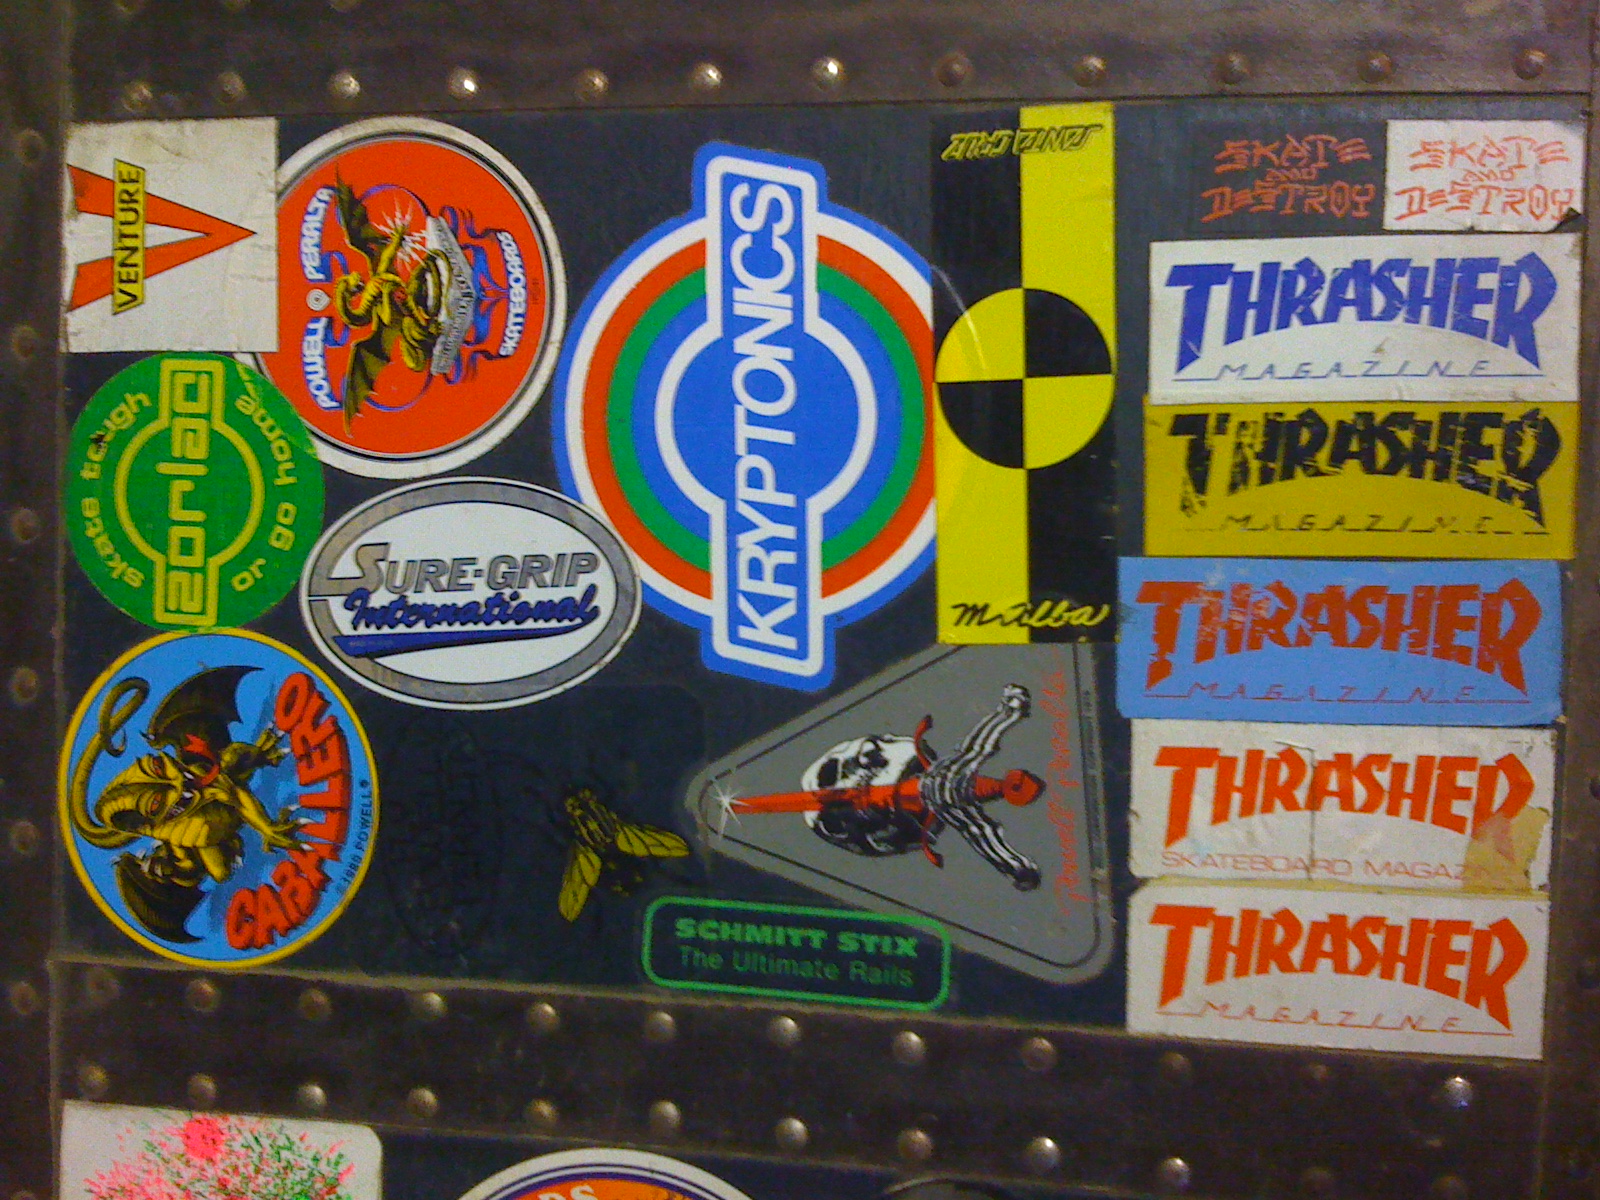 VENTURE
POWELL PERALTA
SKATEBOARDS
zorlac
skate tough
or go home
SURE-GRIP
International
CABALLERO
©1989 POWELL®
KRYPTONICS
SANTA CRUZ
M. Alba
Powell Peralta
SCHMITT STIX
The Ultimate Rails
SKATE
AND
DESTROY
SKATE
AND
DESTROY
THRASHER
MAGAZINE
THRASHER
MAGAZINE
THRASHER
MAGAZINE
THRASHER
SKATEBOARD MAGAZINE
THRASHER
MAGAZINE